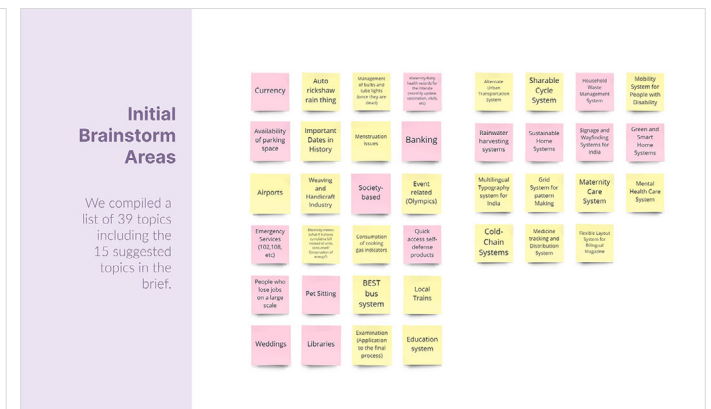 Initial
Brainstorm
Areas
We compiled a
list of 39 topics
including the
15 suggested
topics in the
brief.
Currency
Auto
rickshaw
rain thing
Management
of bulbs and
tube lights
(once they are
dead)
Availability
of parking
space
Important
Dates in
History
Menstruation
issues
Banking
Airports
Weaving
and
Handicraft
Industry
Society-
based
Event
related
(Olympics)
Emergency
Services
(102,108,
etc)
Consumption
of cooking
gas indicators
Quick
access self-
defense
products
People who
lose jobs
on a large
scale
Pet Sitting
BEST
bus
system
Local
Trains
Weddings
Libraries
Examination
(Application
to the final
process)
Education
system
Alternate
Urban
Transportation
System
Sharable
Cycle
System
Household
Waste
Management
System
Mobility
System for
People with
Disability
Rainwater
harvesting
systems
Sustainable
Home
Systems
Signage and
Wayfinding
Systems for
India
Green and
Smart
Home
Systems
Multilingual
Typography
system for
India
Grid
System for
pattern
Making
Maternity
Care
System
Mental
Health Care
System
Cold-
Chain
Systems
Medicine
tracking and
Distribution
System
Flexible Layout
System for
Bilingual
Magazine